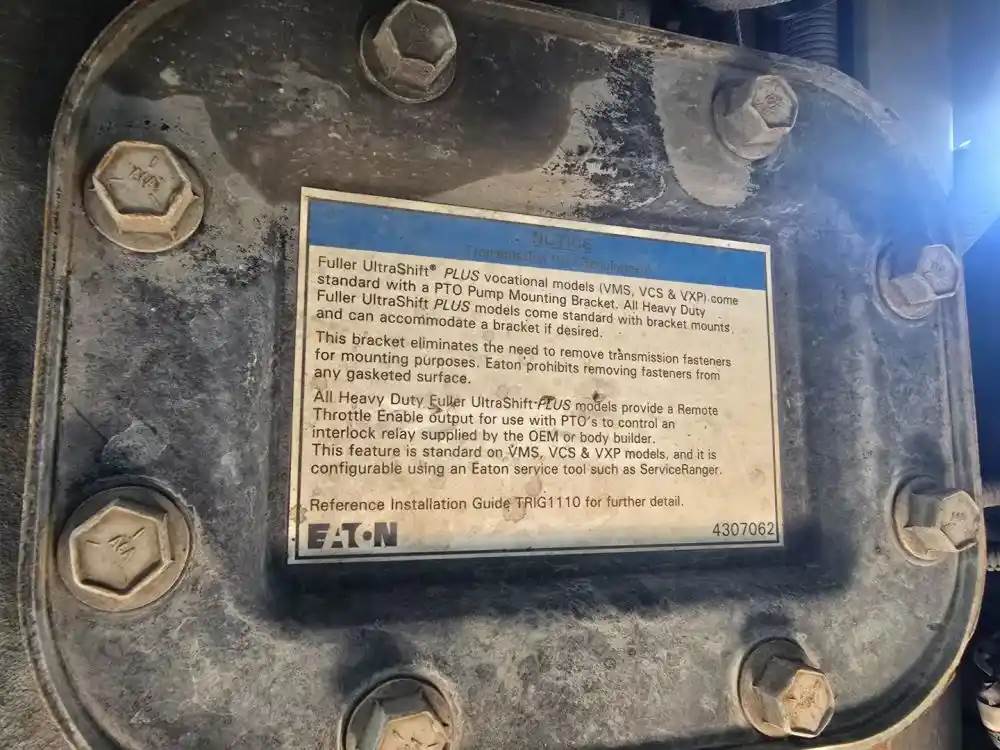 NOTICE
Fuller UltraShift® PLUS vocational models (VMS, VCS & VXP) come
standard with a PTO Pump Mounting Bracket. All Heavy Duty
Fuller UltraShift PLUS models come standard with bracket mounts
and can accommodate a bracket if desired.
This bracket eliminates the need to remove transmission fasteners
for mounting purposes. Eaton prohibits removing fasteners from
any gasketed surface.
All Heavy Duty Fuller UltraShift PLUS models provide a Remote
Throttle Enable output for use with PTO's to control an
interlock relay supplied by the OEM or body builder.
This feature is standard on VMS, VCS & VXP models, and it is
configurable using an Eaton service tool such as ServiceRanger.
Reference Installation Guide TRIG1110 for further detail.
EATON
4307062